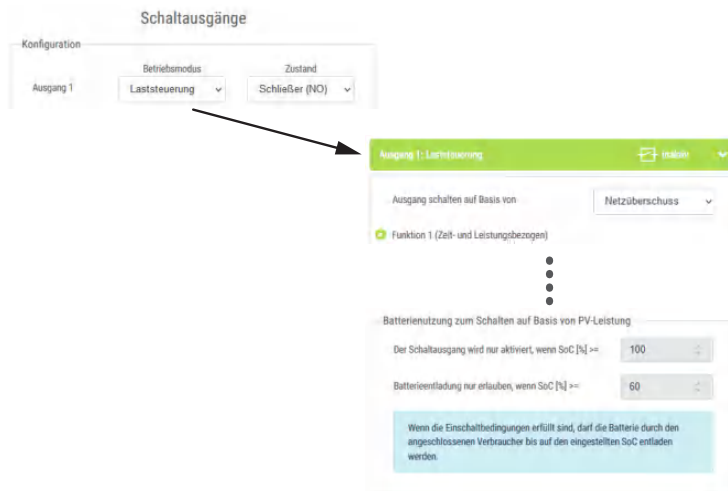 Schaltausgänge
Konfiguration
Betriebsmodus Zustand
Ausgang 1 Laststeuerung Schließer (NO)
Ausgang 1: Laststeuerung inaktiv
Ausgang schalten auf Basis von Netzüberschuss
Funktion 1 (Zeit- und Leistungsbezogen)
Batterienutzung zum Schalten auf Basis von PV-Leistung
Der Schaltausgang wird nur aktiviert, wenn SoC [%] >= 100
Batterieentladung nur erlauben, wenn SoC [%] >= 60
Wenn die Einschaltbedingungen erfüllt sind, darf die Batterie durch den
angeschlossenen Verbraucher bis auf den eingestellten SoC entladen
werden.